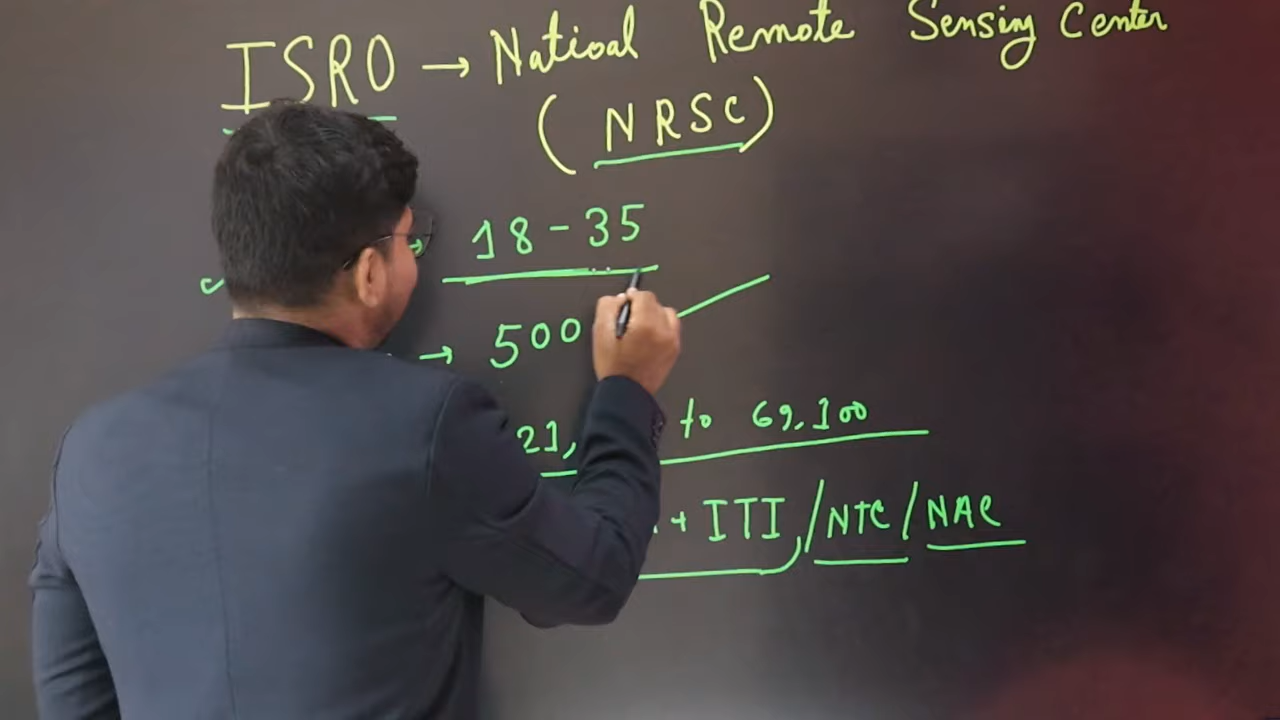 ISRO → Natioal Remote Sensing Center
(NRSC)
→ 18-35
→ 500
21, to 69,100
+ ITI/NTC/NAC